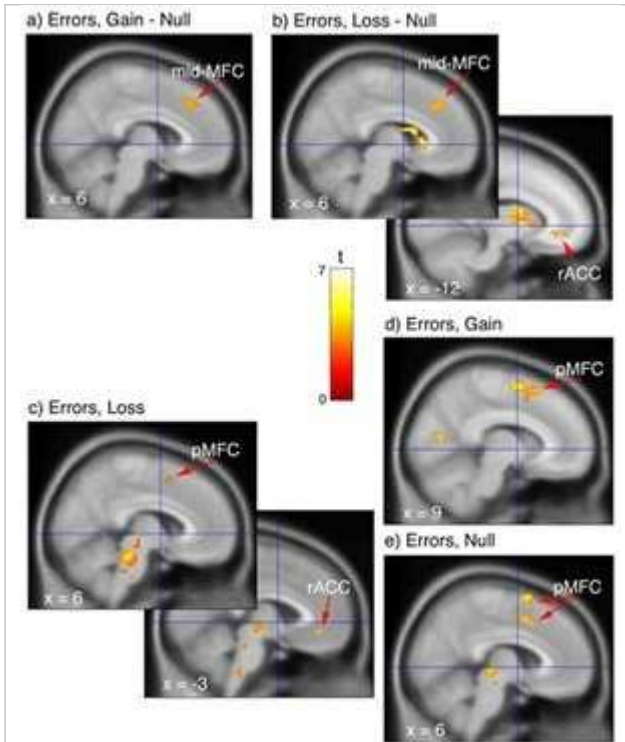 a) Errors, Gain - Null
mid-MFC
x = 6
b) Errors, Loss - Null
mid-MFC
x = 6
rACC
x = -12
t
7
0
d) Errors, Gain
pMFC
x = 9
c) Errors, Loss
pMFC
x = 6
rACC
x = -3
e) Errors, Null
pMFC
x = 6